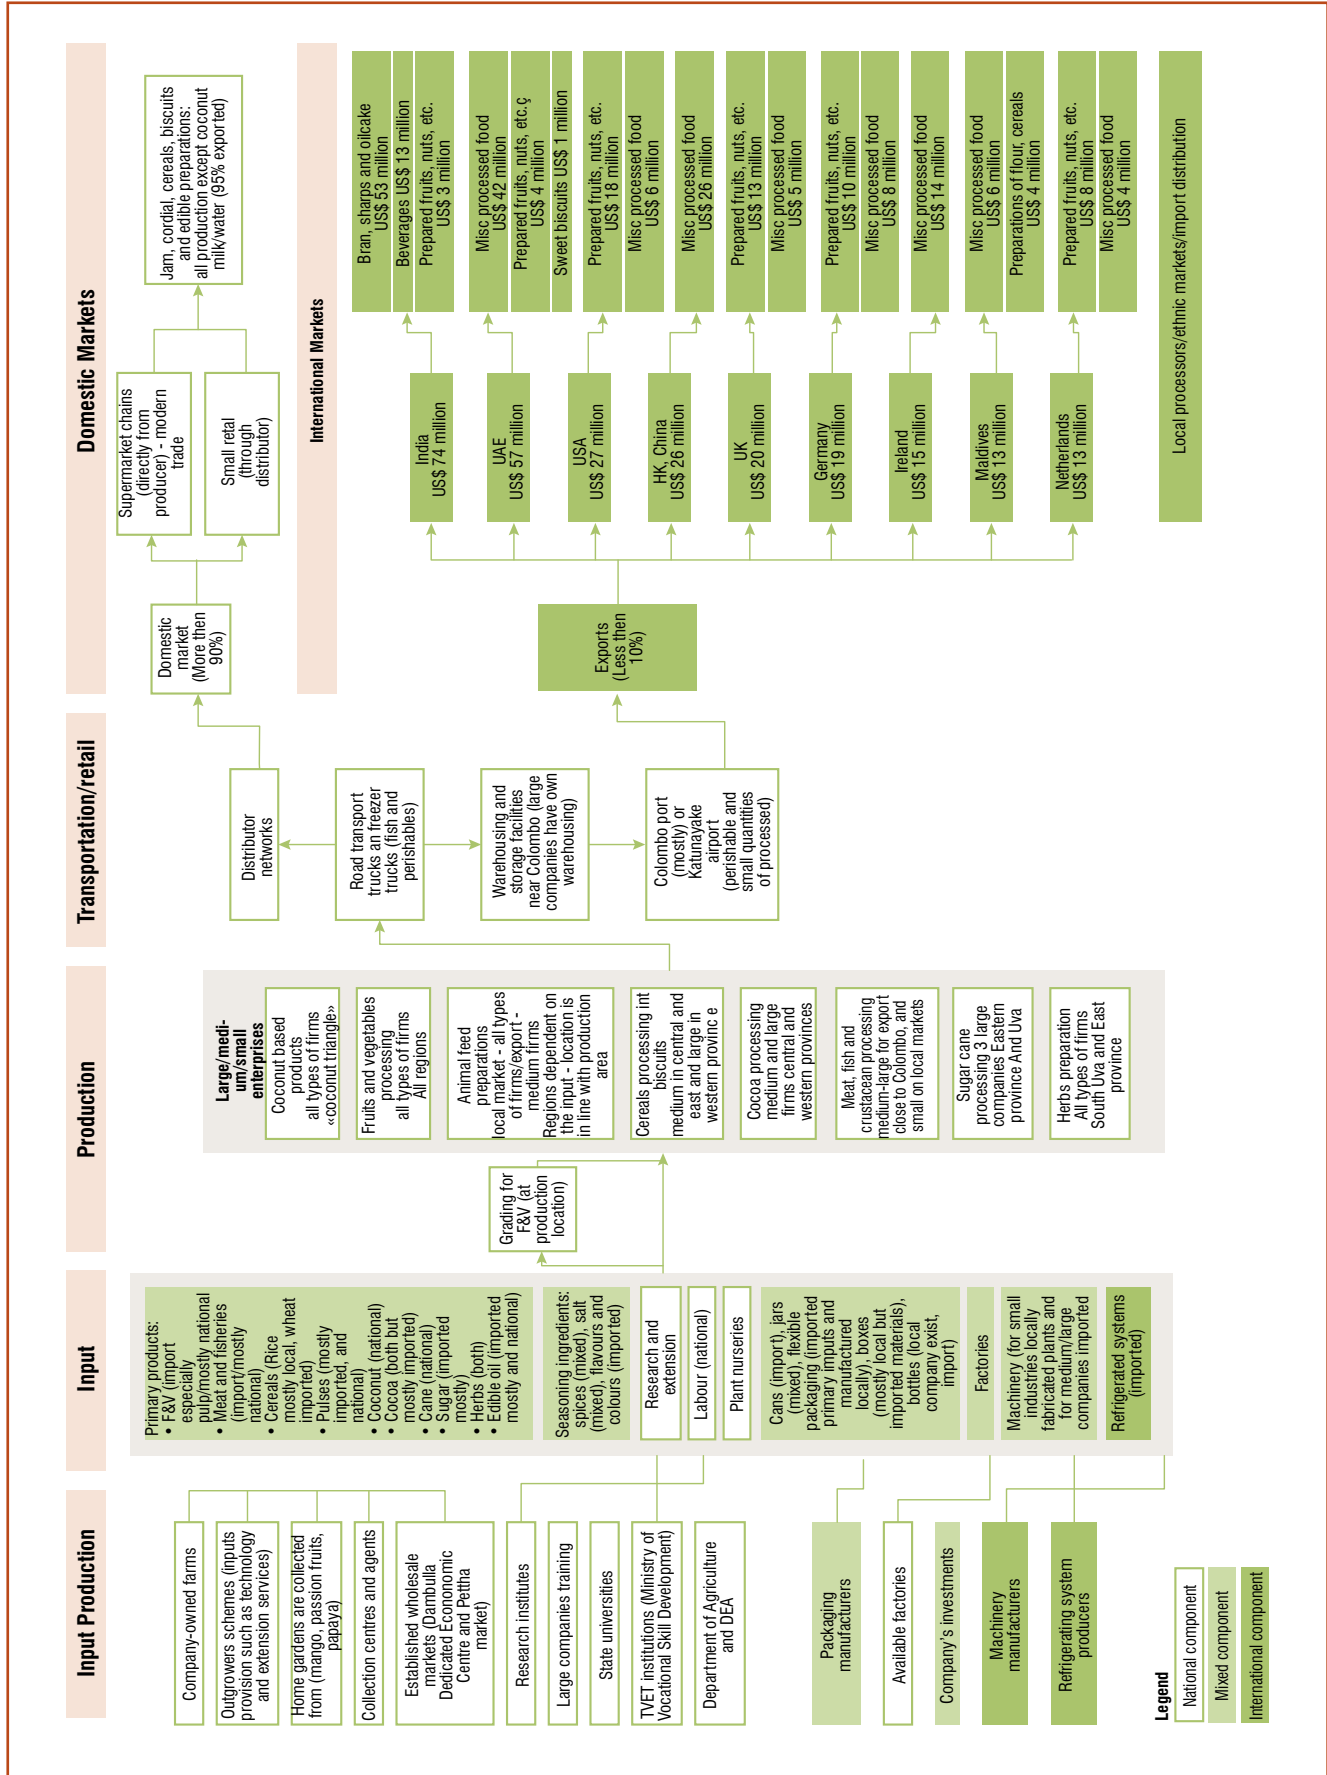 Input Production
Input
Production
Transportation/retail
Domestic Markets
Company-owned farms
Outgrowers schemes (inputs
provision such as technology
and extension services)
Home gardens are collected
from (mango, passion fruits,
papaya)
Collection centres and agents
Established wholesale
markets (Dambulla
Dedicated Econonomic
Centre and Pettha
market)
Research institutes
Large companies training
State universities
TVET institutions (Ministry of
Vocational Skill Development)
Department of Agriculture
and DEA
Packaging
manufacturers
Available factories
Company's investments
Machinery
manufacturers
Refrigerating system
producers
Legend
National component
Mixed component
International component
Primary products:
• F&V (import
especially
pulp/mostly national
• Meat and fisheries
(import/mostly
national)
• Cereals (Rice
mostly local, wheat
imported)
• Pulses (mostly
imported, and
national)
• Coconut (national)
• Cocoa (both but
mostly imported)
• Cane (national)
• Sugar (imported
mostly)
• Herbs (both)
• Edible oil (imported
mostly and national)
Seasoning ingredients:
spices (mixed), salt
(mixed), flavours and
colours (imported)
Research and
extension
Labour (national)
Plant nurseries
Cans (import), jars
(mixed), flexible
packaging (imported
primary imputs and
manufactured
locally), boxes
(mostly local but
imported materials),
bottles (local
company exist,
import)
Factories
Machinery (for small
industries locally
fabricated plants and
for medium/large
companies imported
Refrigerated systems
(imported)
Grading for
F&V (at
production
location)
Large/medi-
um/small
enterprises
Coconut based
products
all types of firms
«coconut triangle»
Fruits and vegetables
processing
all types of firms
All regions
Animal feed
preparations
local market - all types
of firms/export -
medium firms
Regions dependent on
the input - location is
in line with production
area
Cereals processing int
biscuits
medium in central and
east and large in
western provinc e
Cocoa processing
medium and large
firms central and
western provinces
Meat, fish and
crustacean processing
medium-large for export
close to Colombo, and
small on local markets
Sugar cane
processing 3 large
companies Eastern
province And Uva
Herbs preparation
All types of firms
South Uva and East
province
Distributor
networks
Road transport
trucks an freezer
trucks (fish and
perishables)
Warehousing and
storage facilities
near Colombo (large
companies have own
warehousing)
Colombo port
(mostly) or
Katunayake
airport
(perishable and
small quantities
of processed)
Domestic
market
(More then
90%)
Supermarket chains
(directly from
producer) - modern
trade
Small retal
(through
distributor)
Jam, cordial, cereals, biscuits
and edible preparations:
all production except coconut
milk/water (95% exported)
International Markets
Exports
(Less then
10%)
India
US$ 74 million
UAE
US$ 57 million
USA
US$ 27 million
HK, China
US$ 26 million
UK
US$ 20 million
Germany
US$ 19 million
Ireland
US$ 15 million
Maldives
US$ 13 million
Netherlands
US$ 13 million
Bran, sharps and oilcake
US$ 53 million
Beverages US$ 13 million
Prepared fruits, nuts, etc.
US$ 3 million
Misc processed food
US$ 42 million
Prepared fruits, nuts, etc.ç
US$ 4 million
Sweet biscuits US$ 1 million
Prepared fruits, nuts, etc.
US$ 18 million
Misc processed food
US$ 6 million
Misc processed food
US$ 26 million
Prepared fruits, nuts, etc.
US$ 13 million
Misc processed food
US$ 5 million
Prepared fruits, nuts, etc.
US$ 10 million
Misc processed food
US$ 8 million
Misc processed food
US$ 14 million
Misc processed food
US$ 6 million
Preparations of flour, cereals
US$ 4 million
Prepared fruits, nuts, etc.
US$ 8 million
Misc processed food
US$ 4 million
Local processors/ethnic markets/import distribution